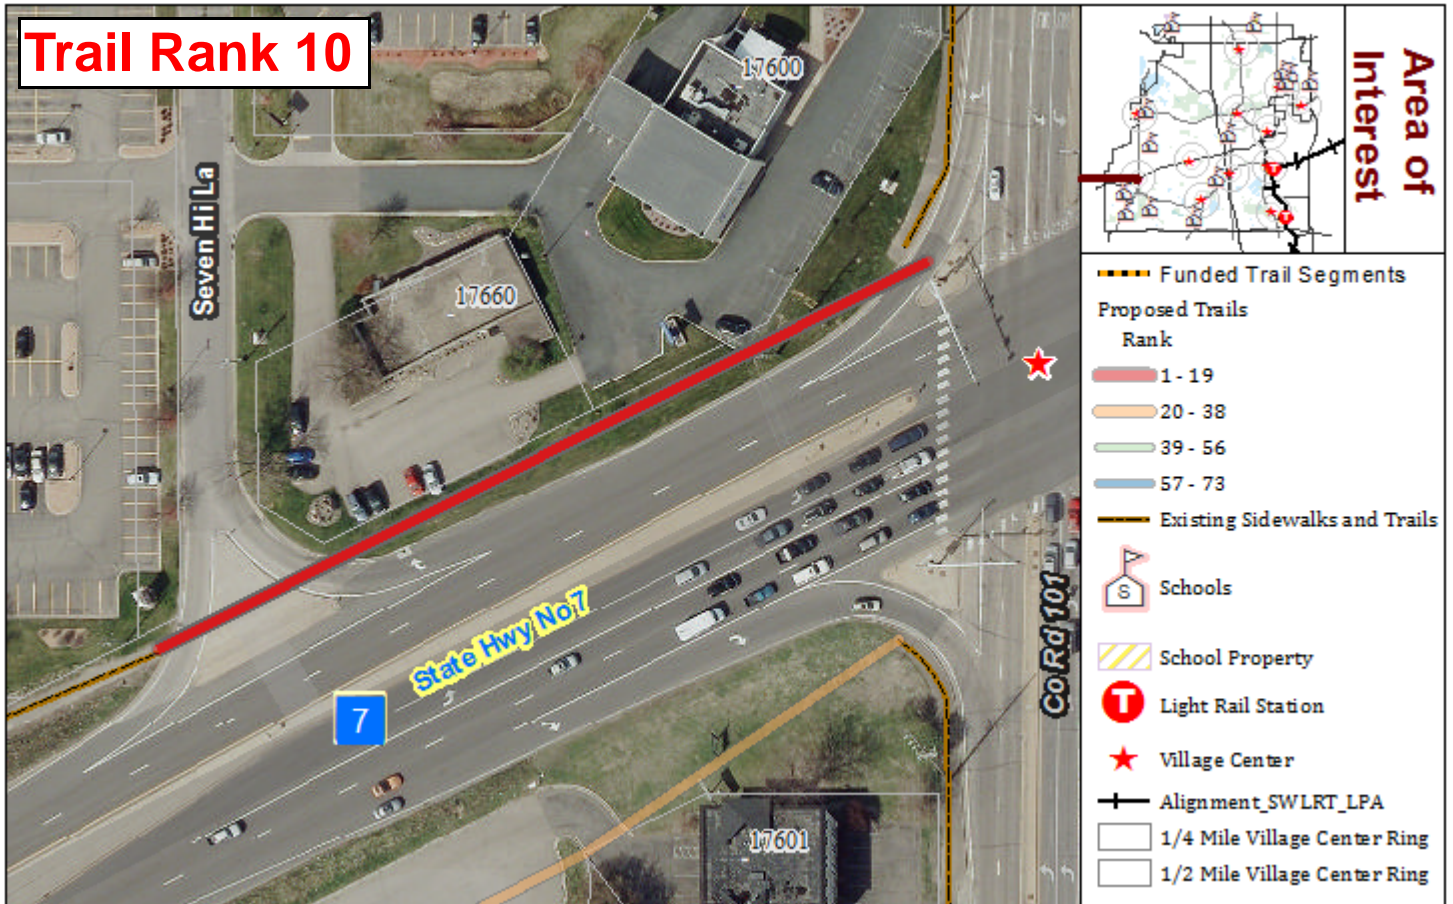 Trail Rank 10
17600
Seven Hi La
17660
State Hwy No 7
7
Co Rd 101
17601
Area of
Interest
T
T
Funded Trail Segments
Proposed Trails
Rank
1 - 19
20 - 38
39 - 56
57 - 73
Existing Sidewalks and Trails
S
Schools
School Property
T
Light Rail Station
Village Center
Alignment_SWLRT_LPA
1/4 Mile Village Center Ring
1/2 Mile Village Center Ring